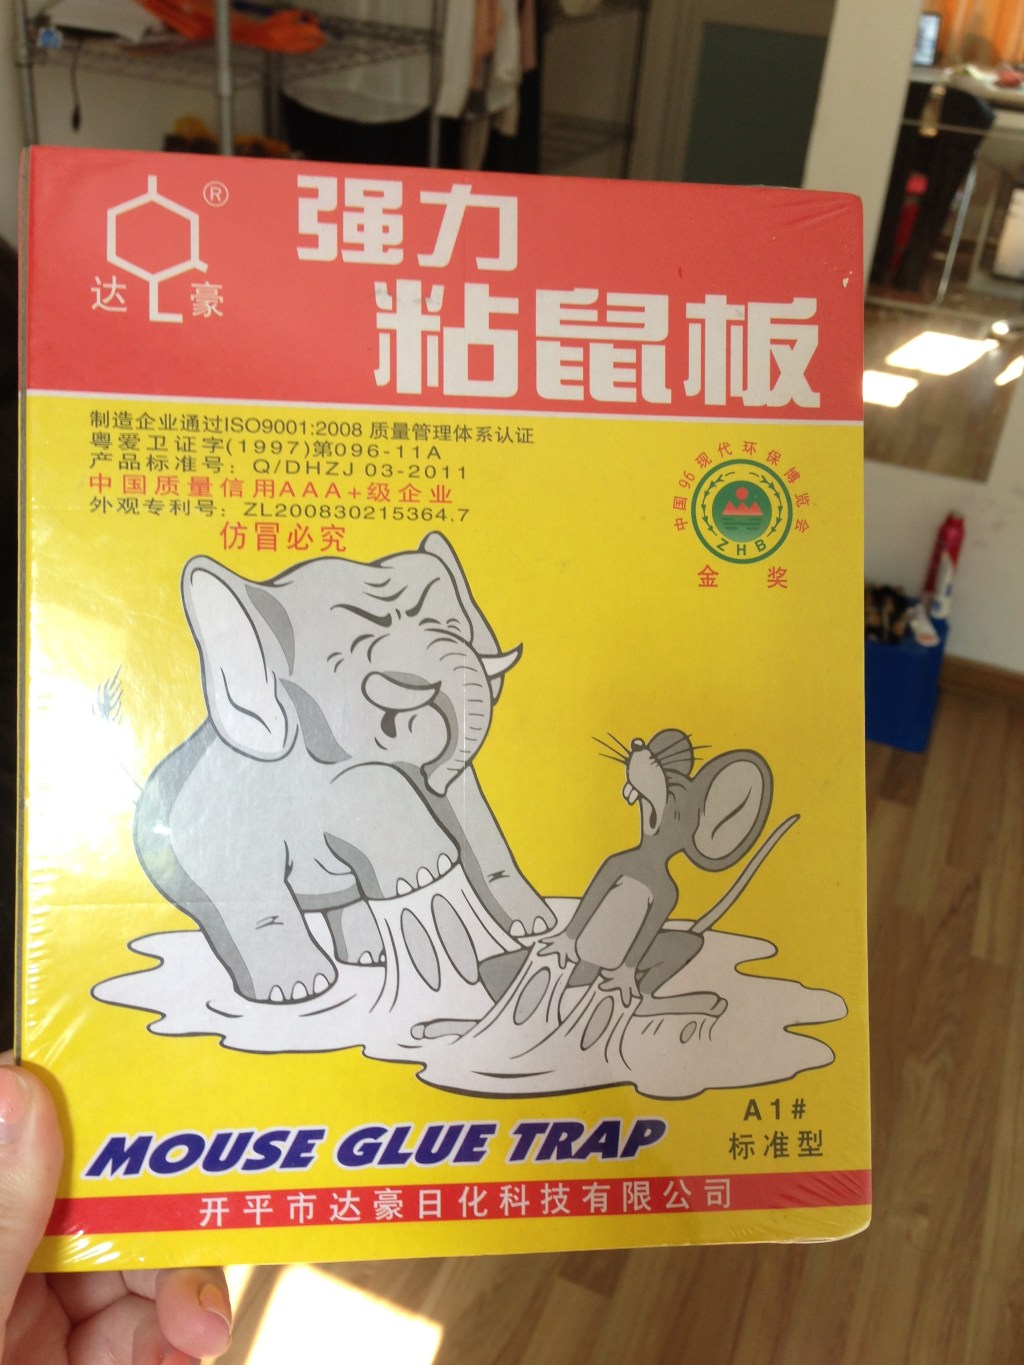 ®
达豪
强力
粘鼠板
制造企业通过ISO9001:2008 质量管理体系认证
粤爱卫证字(1997)第096-11A
产品标准号：Q/DHZJ 03-2011
中国质量信用AAA+级企业
外观专利号：ZL200830215364.7
仿冒必究
中国96现代环保博览会
ZHB
金奖
A1#
标准型
MOUSE GLUE TRAP
开平市达豪日化科技有限公司